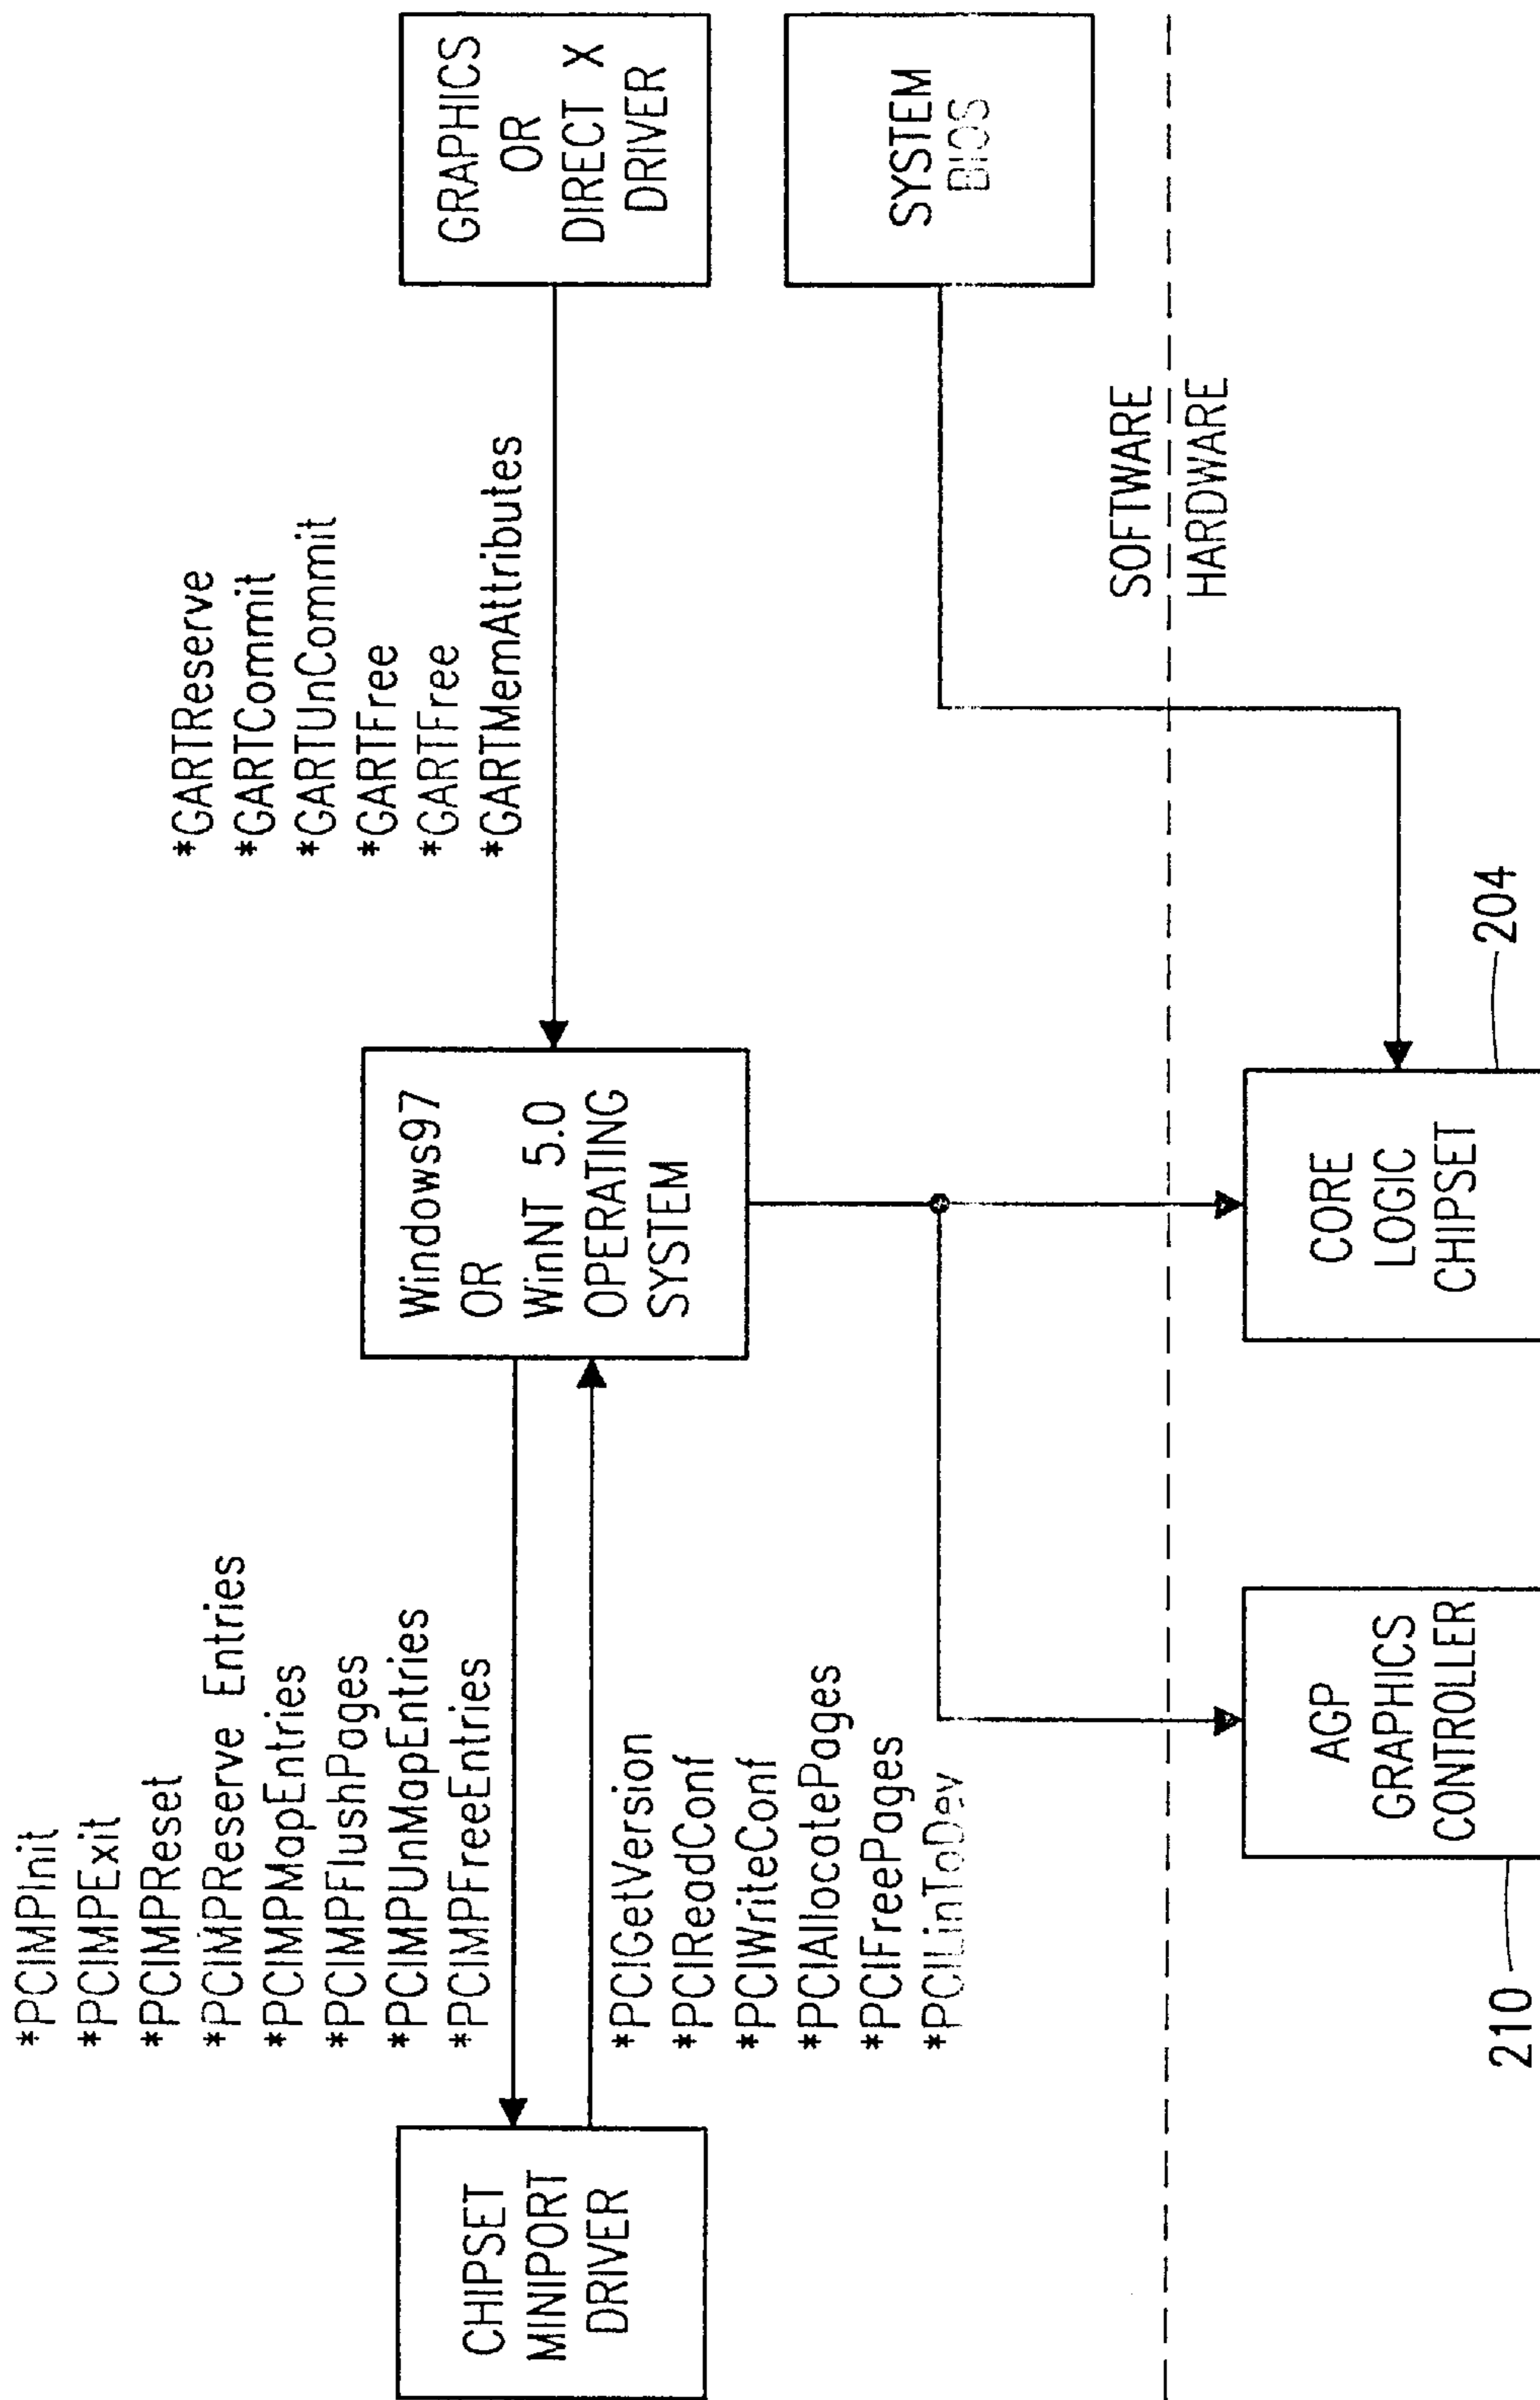 *PCIMPInit
*PCIMPExit
*PCIMPReset
*PCIMPReserve Entries
*PCIMPMapEntries
*PCIMPFlushPages
*PCIMPUnMapEntries
*PCIMPFreeEntries
*GARTReserve
*GARTCommit
*GARTUnCommit
*GARTFree
*GARTFree
*GARTMemAttributes
CHIPSET
MINIPORT
DRIVER
Windows97
OR
WinNT 5.0
OPERATING
SYSTEM
GRAPHICS
OR
DIRECT X
DRIVER
*PCIGetVersion
*PCIReadConf
*PCIWriteConf
*PCIAllocatePages
*PCIFreePages
*PCILinToDev
SYSTEM
BIOS
SOFTWARE
HARDWARE
AGP
GRAPHICS
CONTROLLER
210
CORE
LOGIC
CHIPSET
204